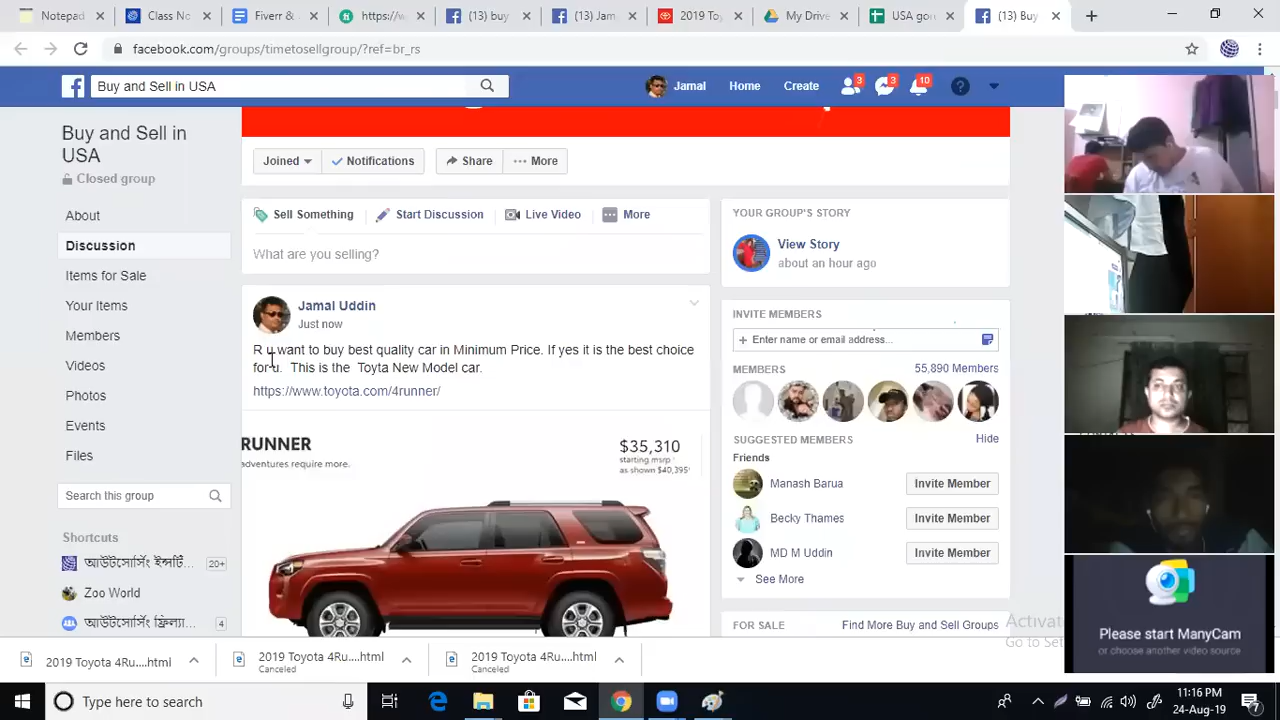 Notepad
Class No
Fiverr
https://w
(13) buy
(13) Jam
2019 Toy
My Drive
USA go
(13) Buy
facebook.com/groups/timetosellgroup/?ref=br_rs
Buy and Sell in USA
Jamal
Home
Create
3
3
10
Buy and Sell in
USA
Closed group
About
Discussion
Items for Sale
Your Items
Members
Videos
Photos
Events
Files
Search this group
Shortcuts
20+
Zoo World
4
Joined
Notifications
Share
More
Sell Something
Start Discussion
Live Video
More
What are you selling?
Jamal Uddin
Just now
R u want to buy best quality car in Minimum Price. If yes it is the best choice
for u. This is the Toyta New Model car.
https://www.toyota.com/4runner/
RUNNER
adventures require more.
$35,310
starting msrp
as shown $40,395
YOUR GROUP'S STORY
View Story
about an hour ago
INVITE MEMBERS
+ Enter name or email address...
MEMBERS
55,890 Members
SUGGESTED MEMBERS
Hide
Friends
Manash Barua
Invite Member
Becky Thames
Invite Member
MD M Uddin
Invite Member
See More
FOR SALE
Find More Buy and Sell Groups
Please start ManyCam
or choose another video source
2019 Toyota 4Ru....html
2019 Toyota 4Ru....html
Canceled
2019 Toyota 4Ru....html
Canceled
Type here to search
11:16 PM
24-Aug-19
7